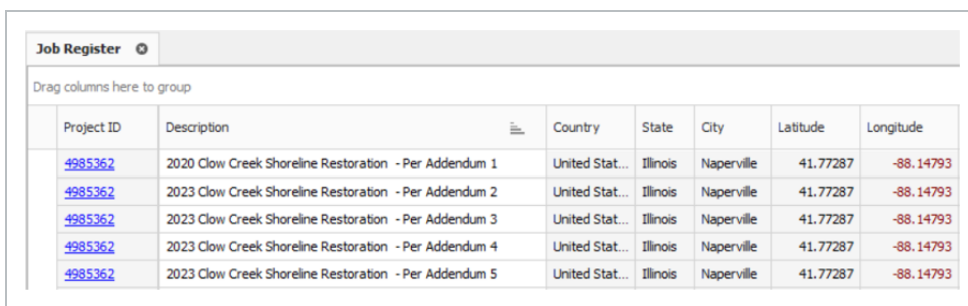 Job Register
Drag columns here to group
Project ID Description Country State City Latitude Longitude
4985362 2020 Clow Creek Shoreline Restoration - Per Addendum 1 United Stat... Illinois Naperville 41.77287 -88.14793
4985362 2023 Clow Creek Shoreline Restoration - Per Addendum 2 United Stat... Illinois Naperville 41.77287 -88.14793
4985362 2023 Clow Creek Shoreline Restoration - Per Addendum 3 United Stat... Illinois Naperville 41.77287 -88.14793
4985362 2023 Clow Creek Shoreline Restoration - Per Addendum 4 United Stat... Illinois Naperville 41.77287 -88.14793
4985362 2023 Clow Creek Shoreline Restoration - Per Addendum 5 United Stat... Illinois Naperville 41.77287 -88.14793